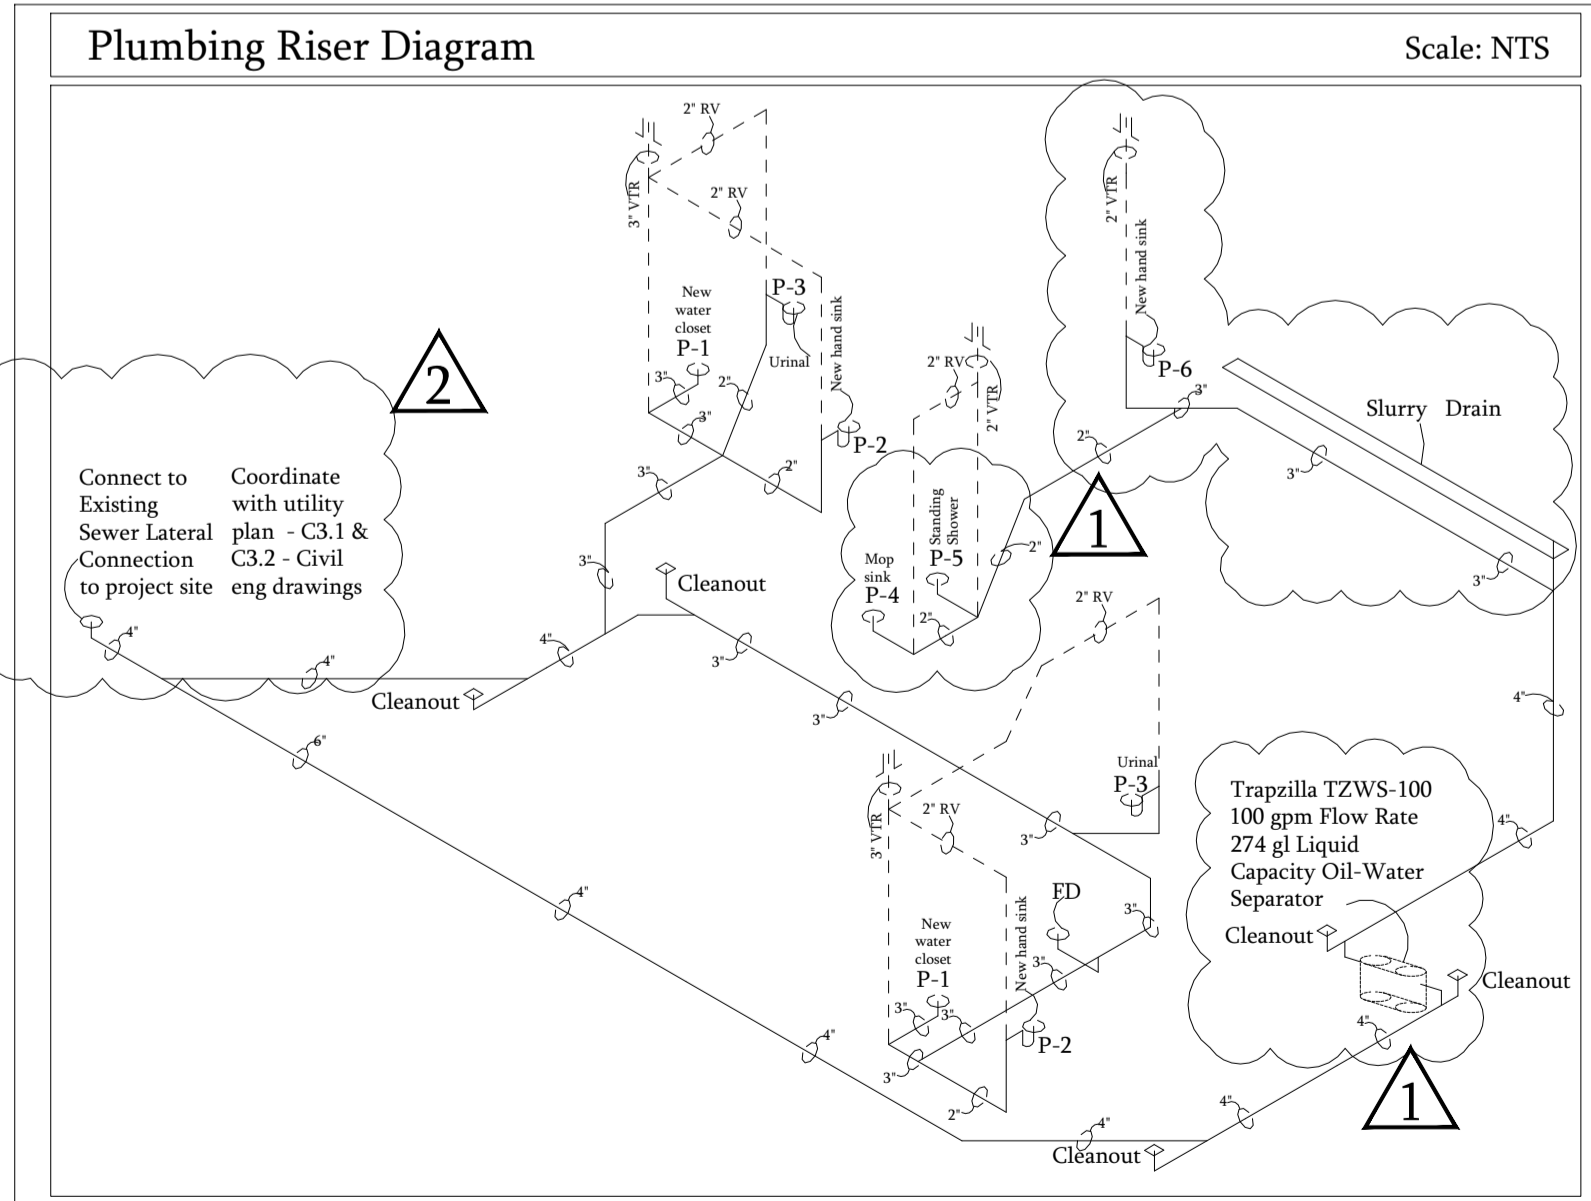 Plumbing Riser Diagram
Scale: NTS
2" RV
2" RV
3" VTR
New
water
closet
P-1
3"
3"
2"
P-3
Urinal
New hand sink
P-2
2"
3"
3"
2" VTR
New hand sink
P-6
3"
2"
3"
Slurry Drain
3"
2" RV
2" VTR
Standing
Shower
P-5
Mop
sink
P-4
2"
2"
1
2
Connect to
Existing
Sewer Lateral
Connection
to project site
Coordinate
with utility
plan - C3.1 &
C3.2 - Civil
eng drawings
4"
4"
Cleanout
4"
Cleanout
3"
3"
6"
4"
4"
2" RV
Urinal
P-3
3"
3" VTR
2" RV
FD
3"
New
water
closet
P-1
New hand sink
3"
3"
3"
P-2
3"
2"
4"
4"
Trapzilla TZWS-100
100 gpm Flow Rate
274 gl Liquid
Capacity Oil-Water
Separator
Cleanout
Cleanout
4"
1
4"
4"
Cleanout